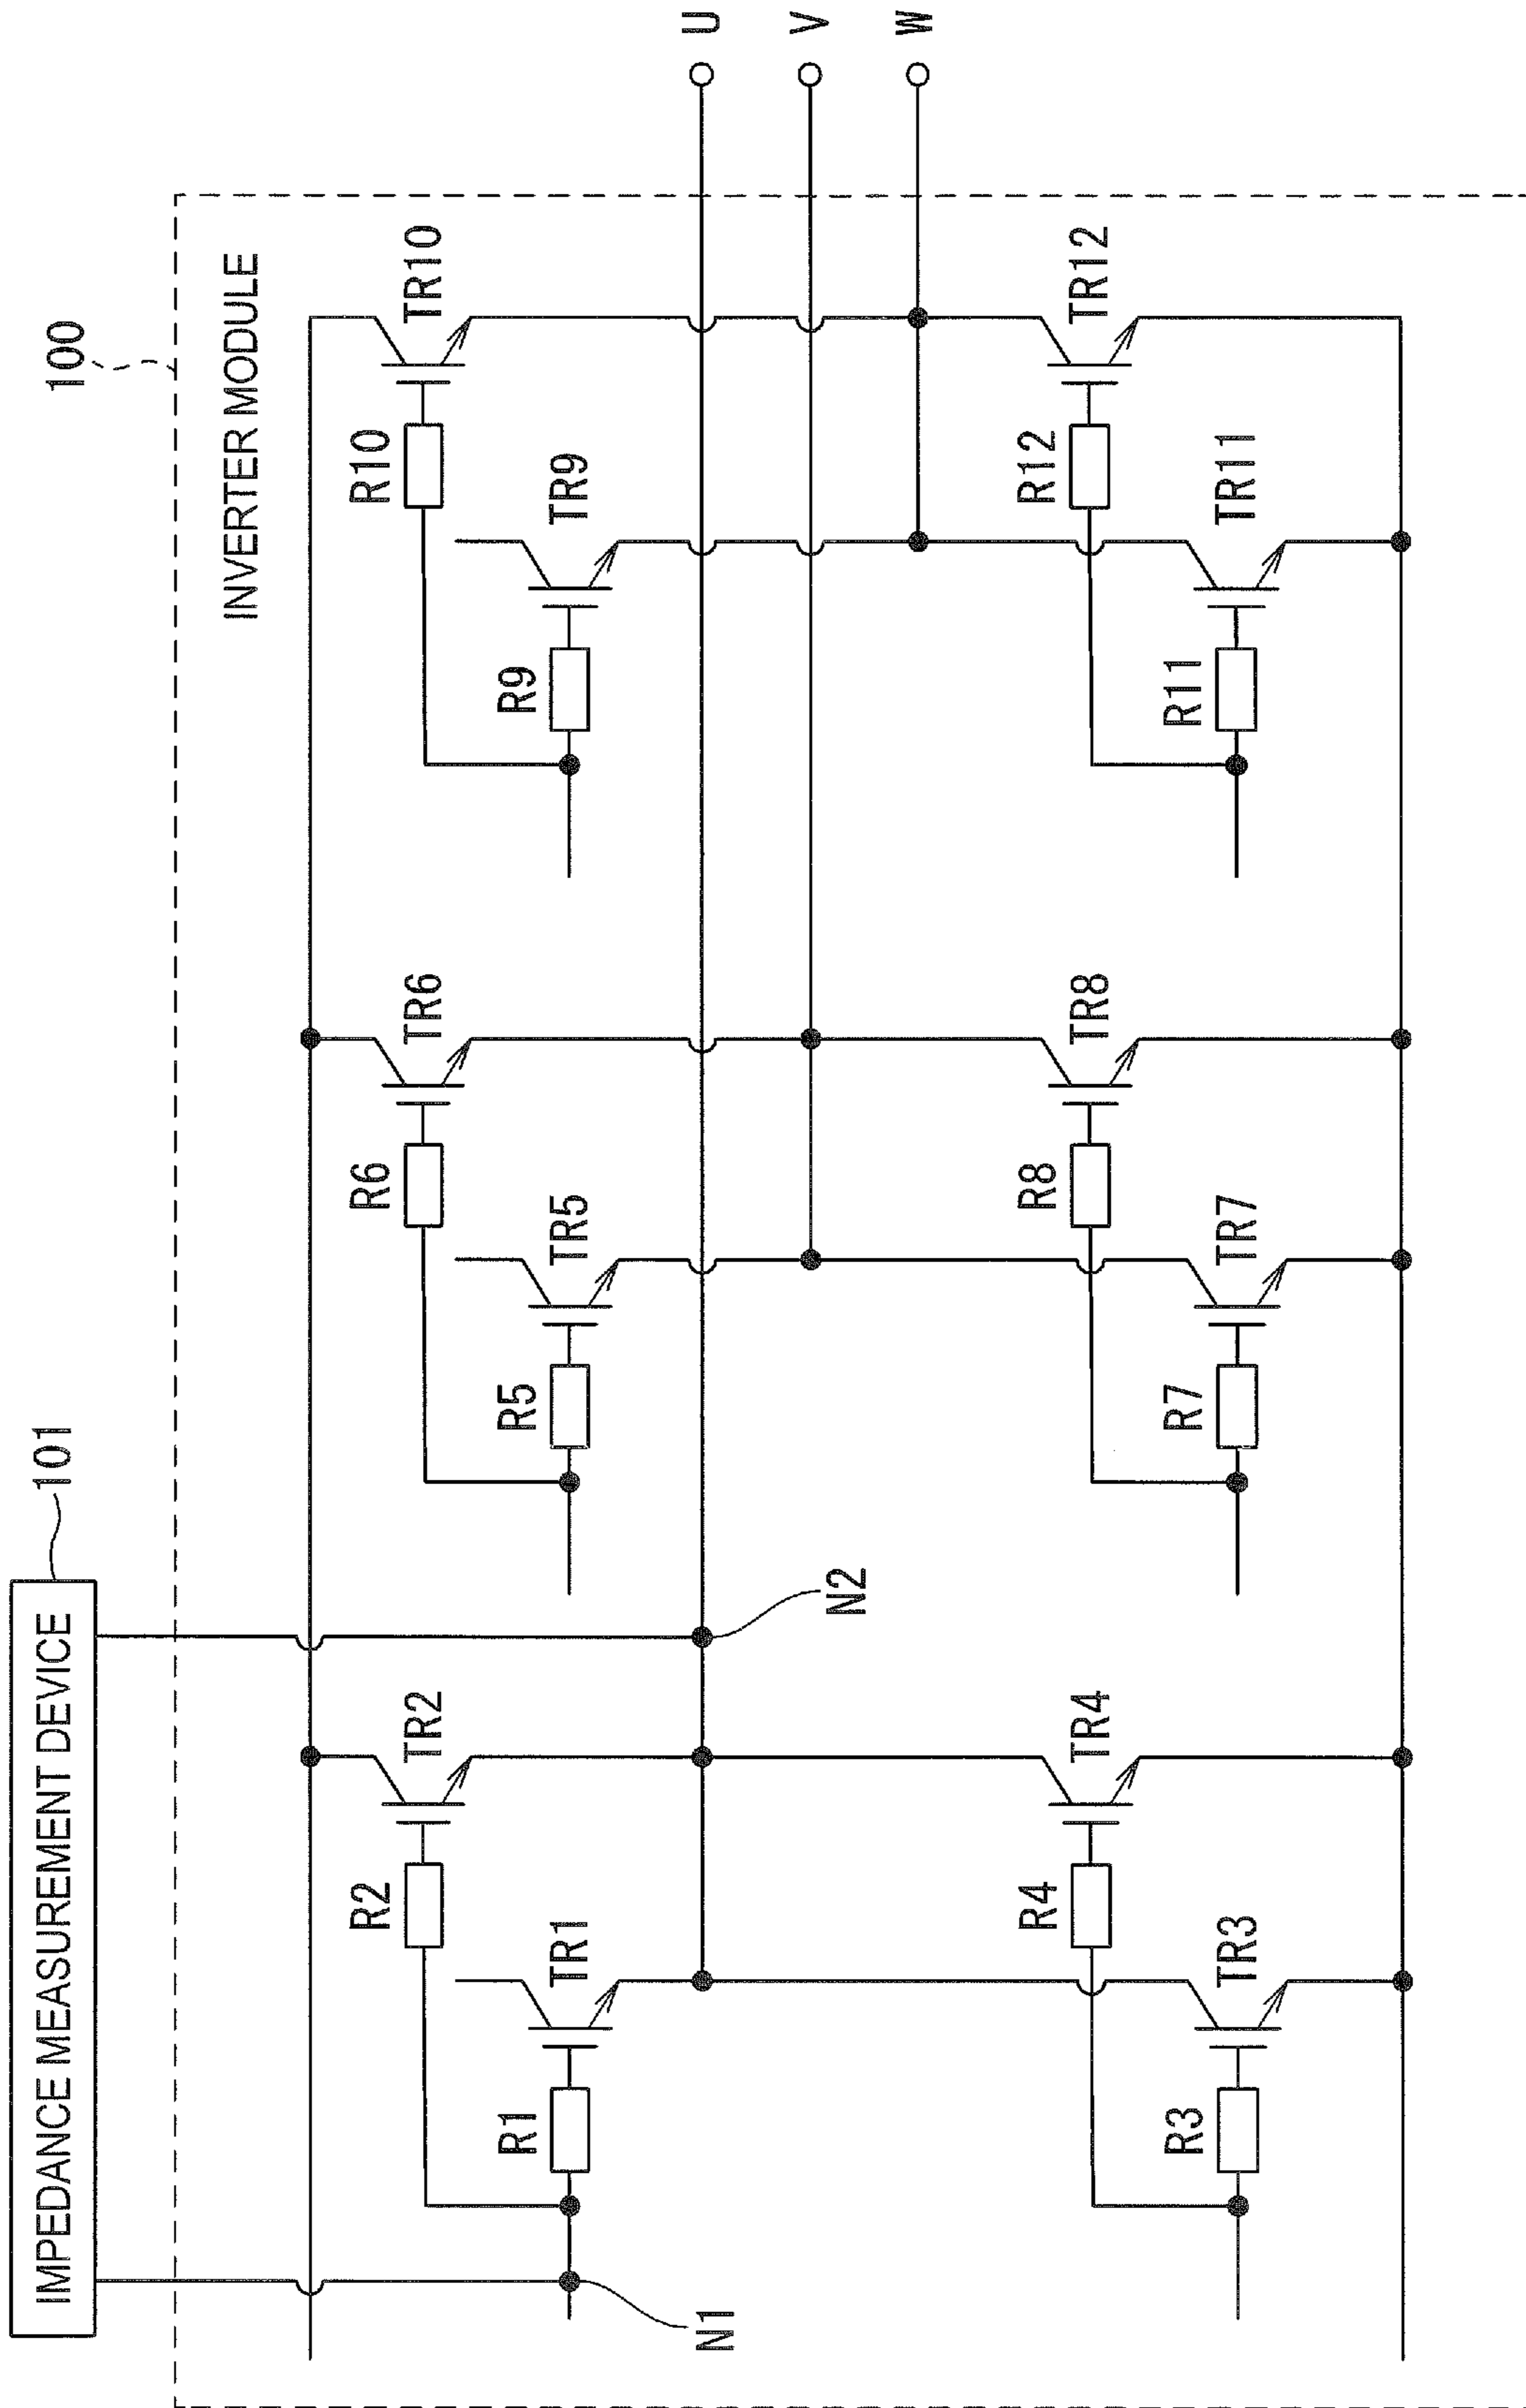 IMPEDANCE MEASUREMENT DEVICE
101
100
INVERTER MODULE
R2
TR2
R6
TR6
R10
TR10
R1
TR1
R5
TR5
R9
TR9
N1
N2
U
V
W
R4
TR4
R8
TR8
R12
TR12
R3
TR3
R7
TR7
R11
TR11